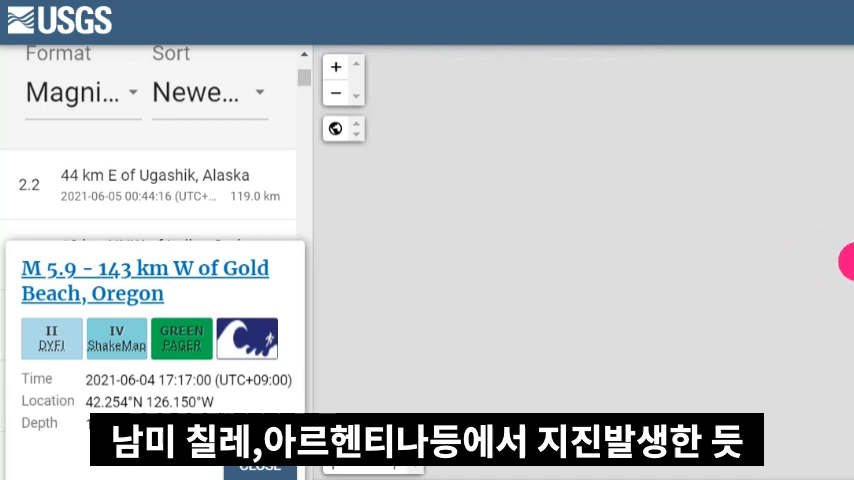 USGS
Format Sort
Magni... Newe...
2.2 44 km E of Ugashik, Alaska
2021-06-05 00:44:16 (UTC+... 119.0 km
M 5.9 - 143 km W of Gold
Beach, Oregon
II IV GREEN
DYFI ShakeMap PAGER
Time 2021-06-04 17:17:00 (UTC+09:00)
Location 42.254°N 126.150°W
Depth
남미 칠레,아르헨티나등에서 지진발생한 듯
CLOSE